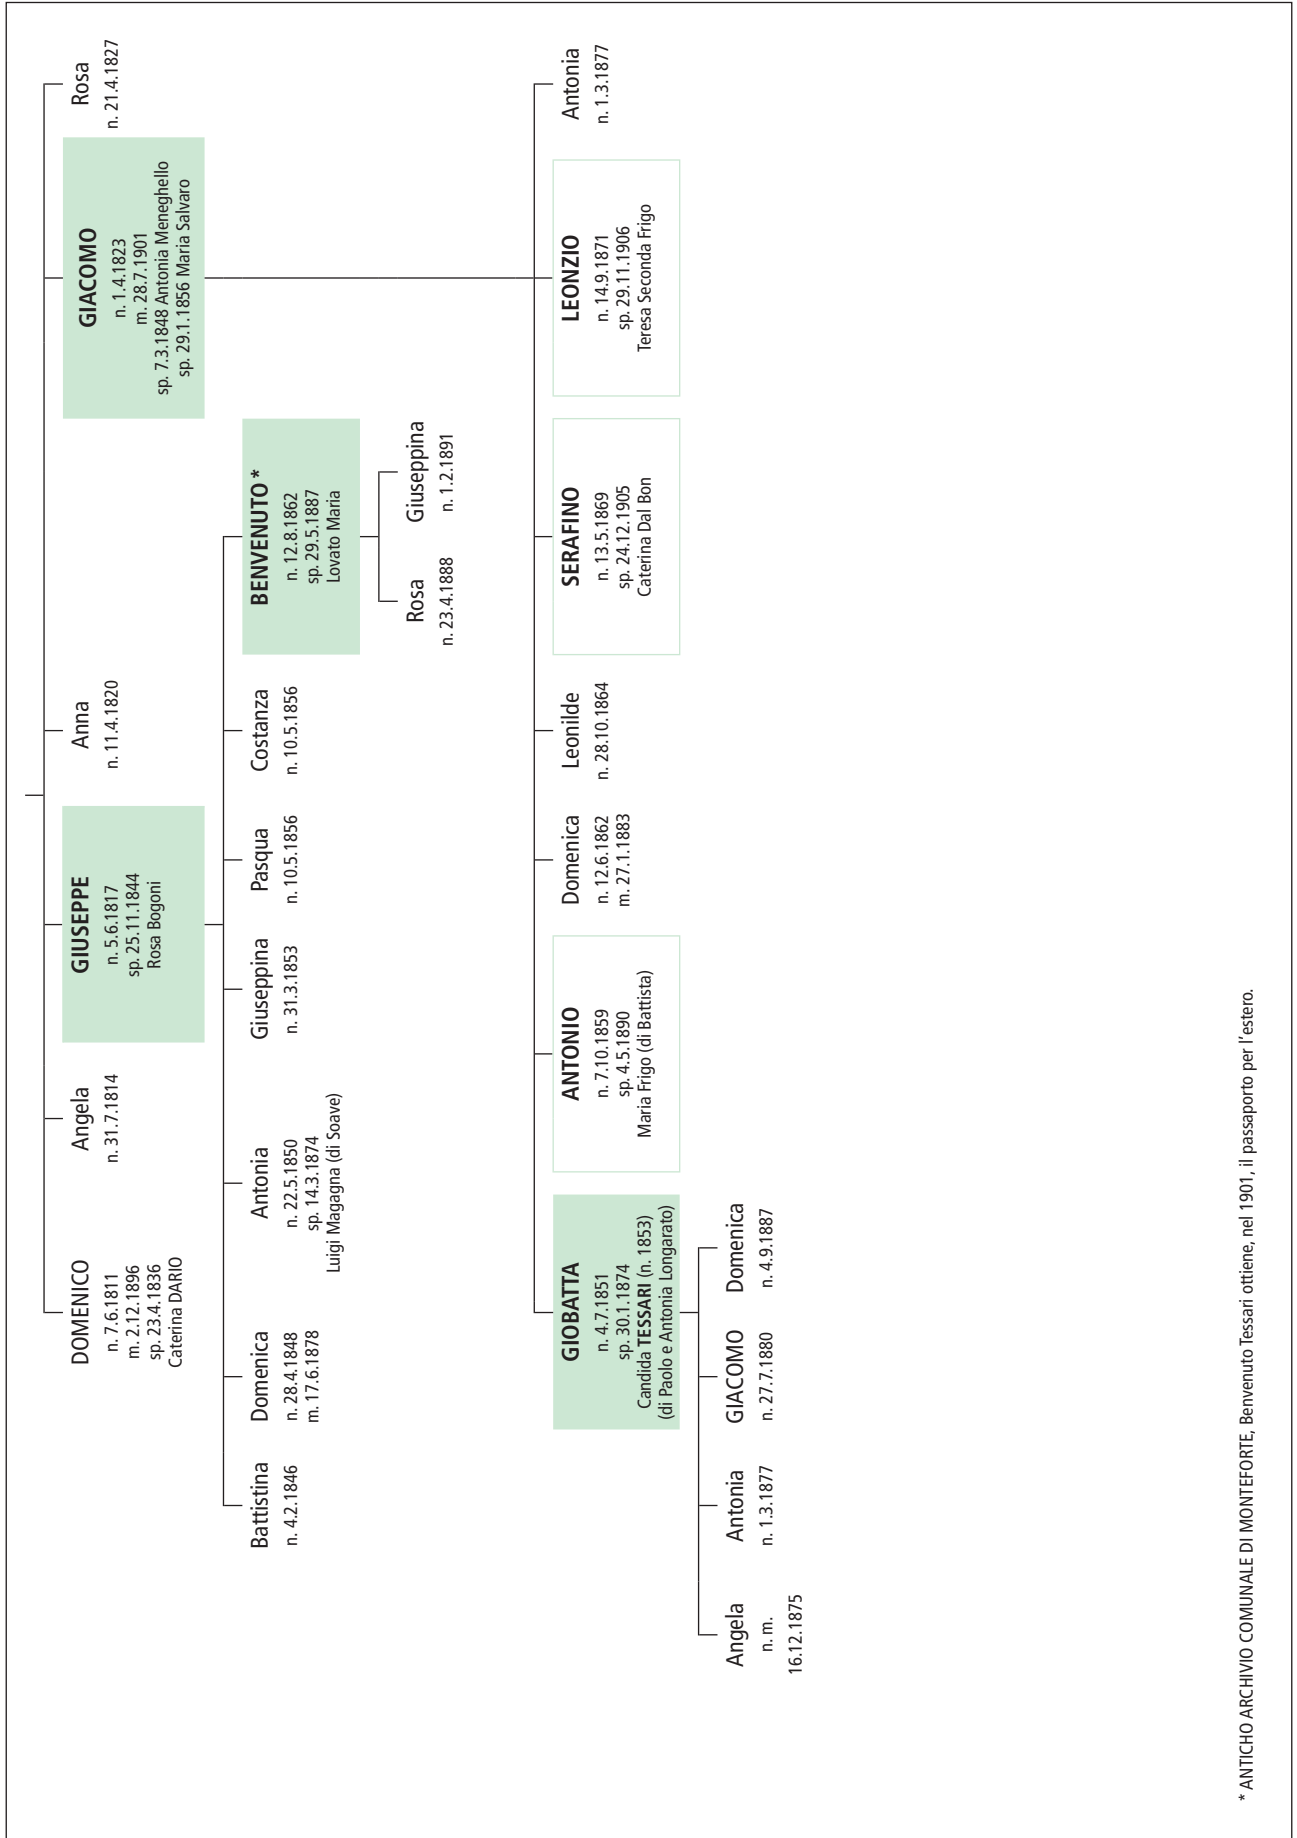 DOMENICO
n. 7.6.1811
m. 2.12.1896
sp. 23.4.1836
Caterina DARIO
Angela
n. 31.7.1814
GIUSEPPE
n. 5.6.1817
sp. 25.11.1844
Rosa Bogoni
Anna
n. 11.4.1820
GIACOMO
n. 1.4.1823
m. 28.7.1901
sp. 7.3.1848 Antonia Meneghello
sp. 29.1.1856 Maria Salvaro
Rosa
n. 21.4.1827
Battistina
n. 4.2.1846
Domenica
n. 28.4.1848
m. 17.6.1878
Antonia
n. 22.5.1850
sp. 14.3.1874
Luigi Magagna (di Soave)
Giuseppina
n. 31.3.1853
Pasqua
n. 10.5.1856
Costanza
n. 10.5.1856
BENVENUTO *
n. 12.8.1862
sp. 29.5.1887
Lovato Maria
Rosa
n. 23.4.1888
Giuseppina
n. 1.2.1891
GIOBATTA
n. 4.7.1851
sp. 30.1.1874
Candida TESSARI (n. 1853)
(di Paolo e Antonia Longarato)
ANTONIO
n. 7.10.1859
sp. 4.5.1890
Maria Frigo (di Battista)
Domenica
n. 12.6.1862
m. 27.1.1883
Leonilde
n. 28.10.1864
SERAFINO
n. 13.5.1869
sp. 24.12.1905
Caterina Dal Bon
LEONZIO
n. 14.9.1871
sp. 29.11.1906
Teresa Seconda Frigo
Antonia
n. 1.3.1877
Angela
n. m.
16.12.1875
Antonia
n. 1.3.1877
GIACOMO
n. 27.7.1880
Domenica
n. 4.9.1887
* ANTICHO ARCHIVIO COMUNALE DI MONTEFORTE, Benvenuto Tessari ottiene, nel 1901, il passaporto per l'estero.